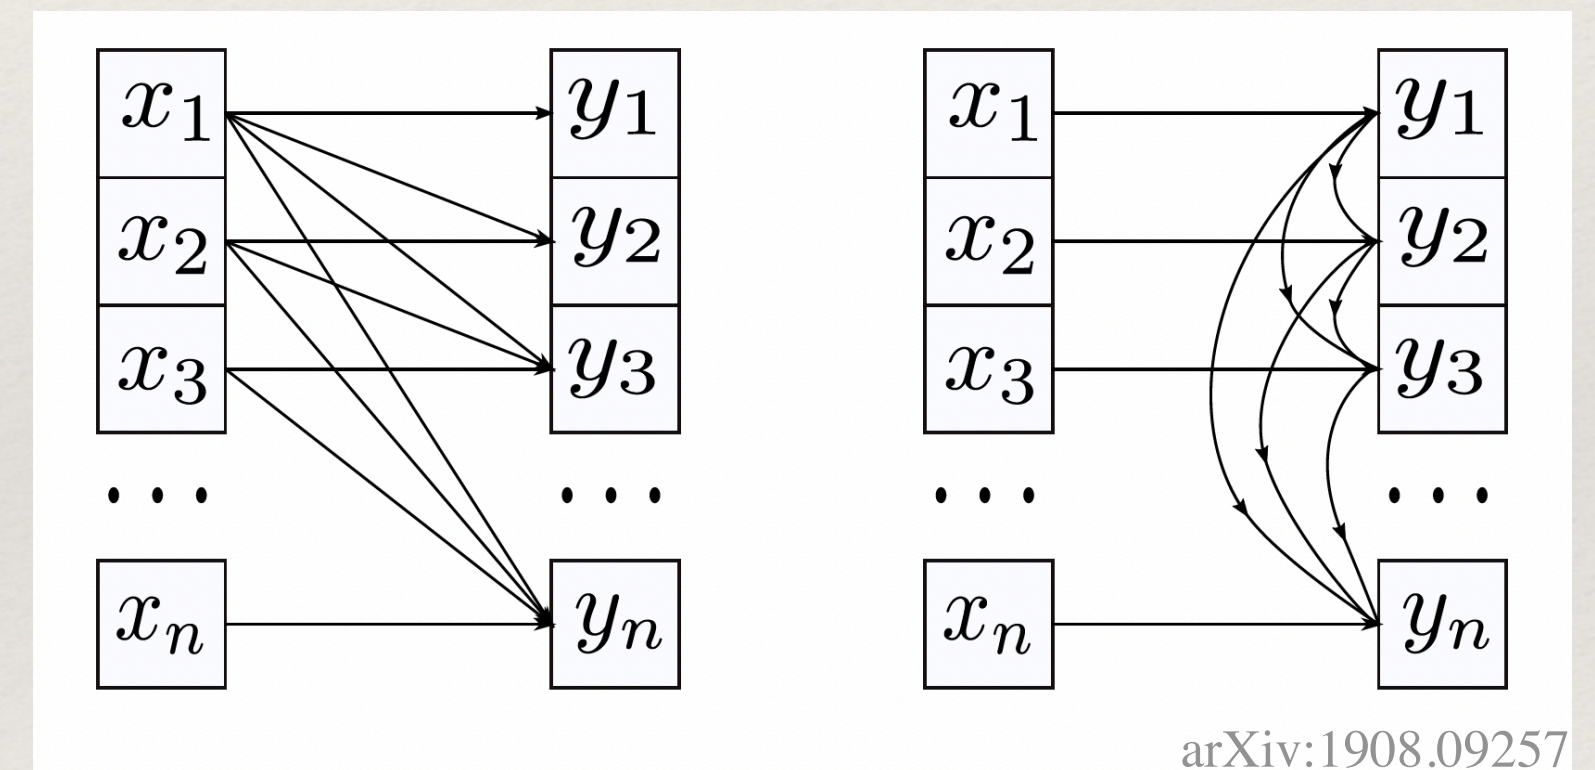 x₁ y₁ x₁ y₁
x₂ y₂ x₂ y₂
x₃ y₃ x₃ y₃
... ... ... ...
xₙ yₙ xₙ yₙ
arXiv:1908.09257